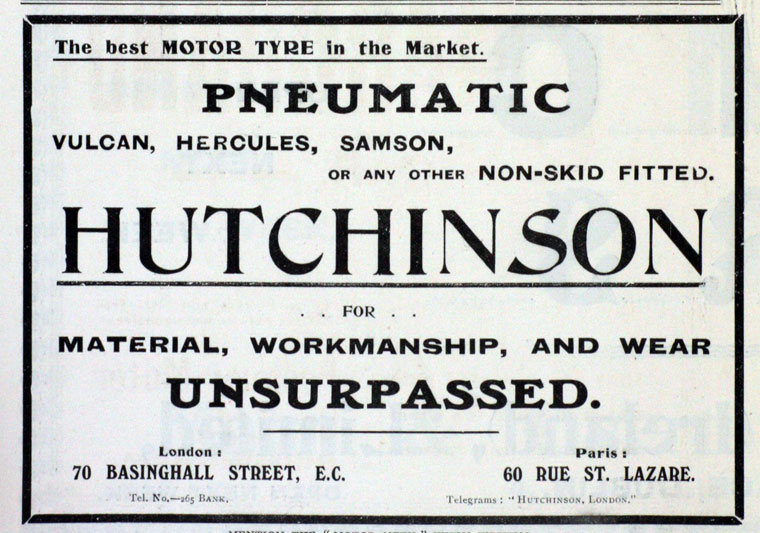 The best MOTOR TYRE in the Market.
PNEUMATIC
VULCAN, HERCULES, SAMSON,
OR ANY OTHER NON-SKID FITTED.
HUTCHINSON
. . FOR . .
MATERIAL, WORKMANSHIP, AND WEAR
UNSURPASSED.
London: Paris:
70 BASINGHALL STREET, E.C. 60 RUE ST. LAZARE.
Tel. No.—265 BANK. Telegrams: "HUTCHINSON, LONDON."